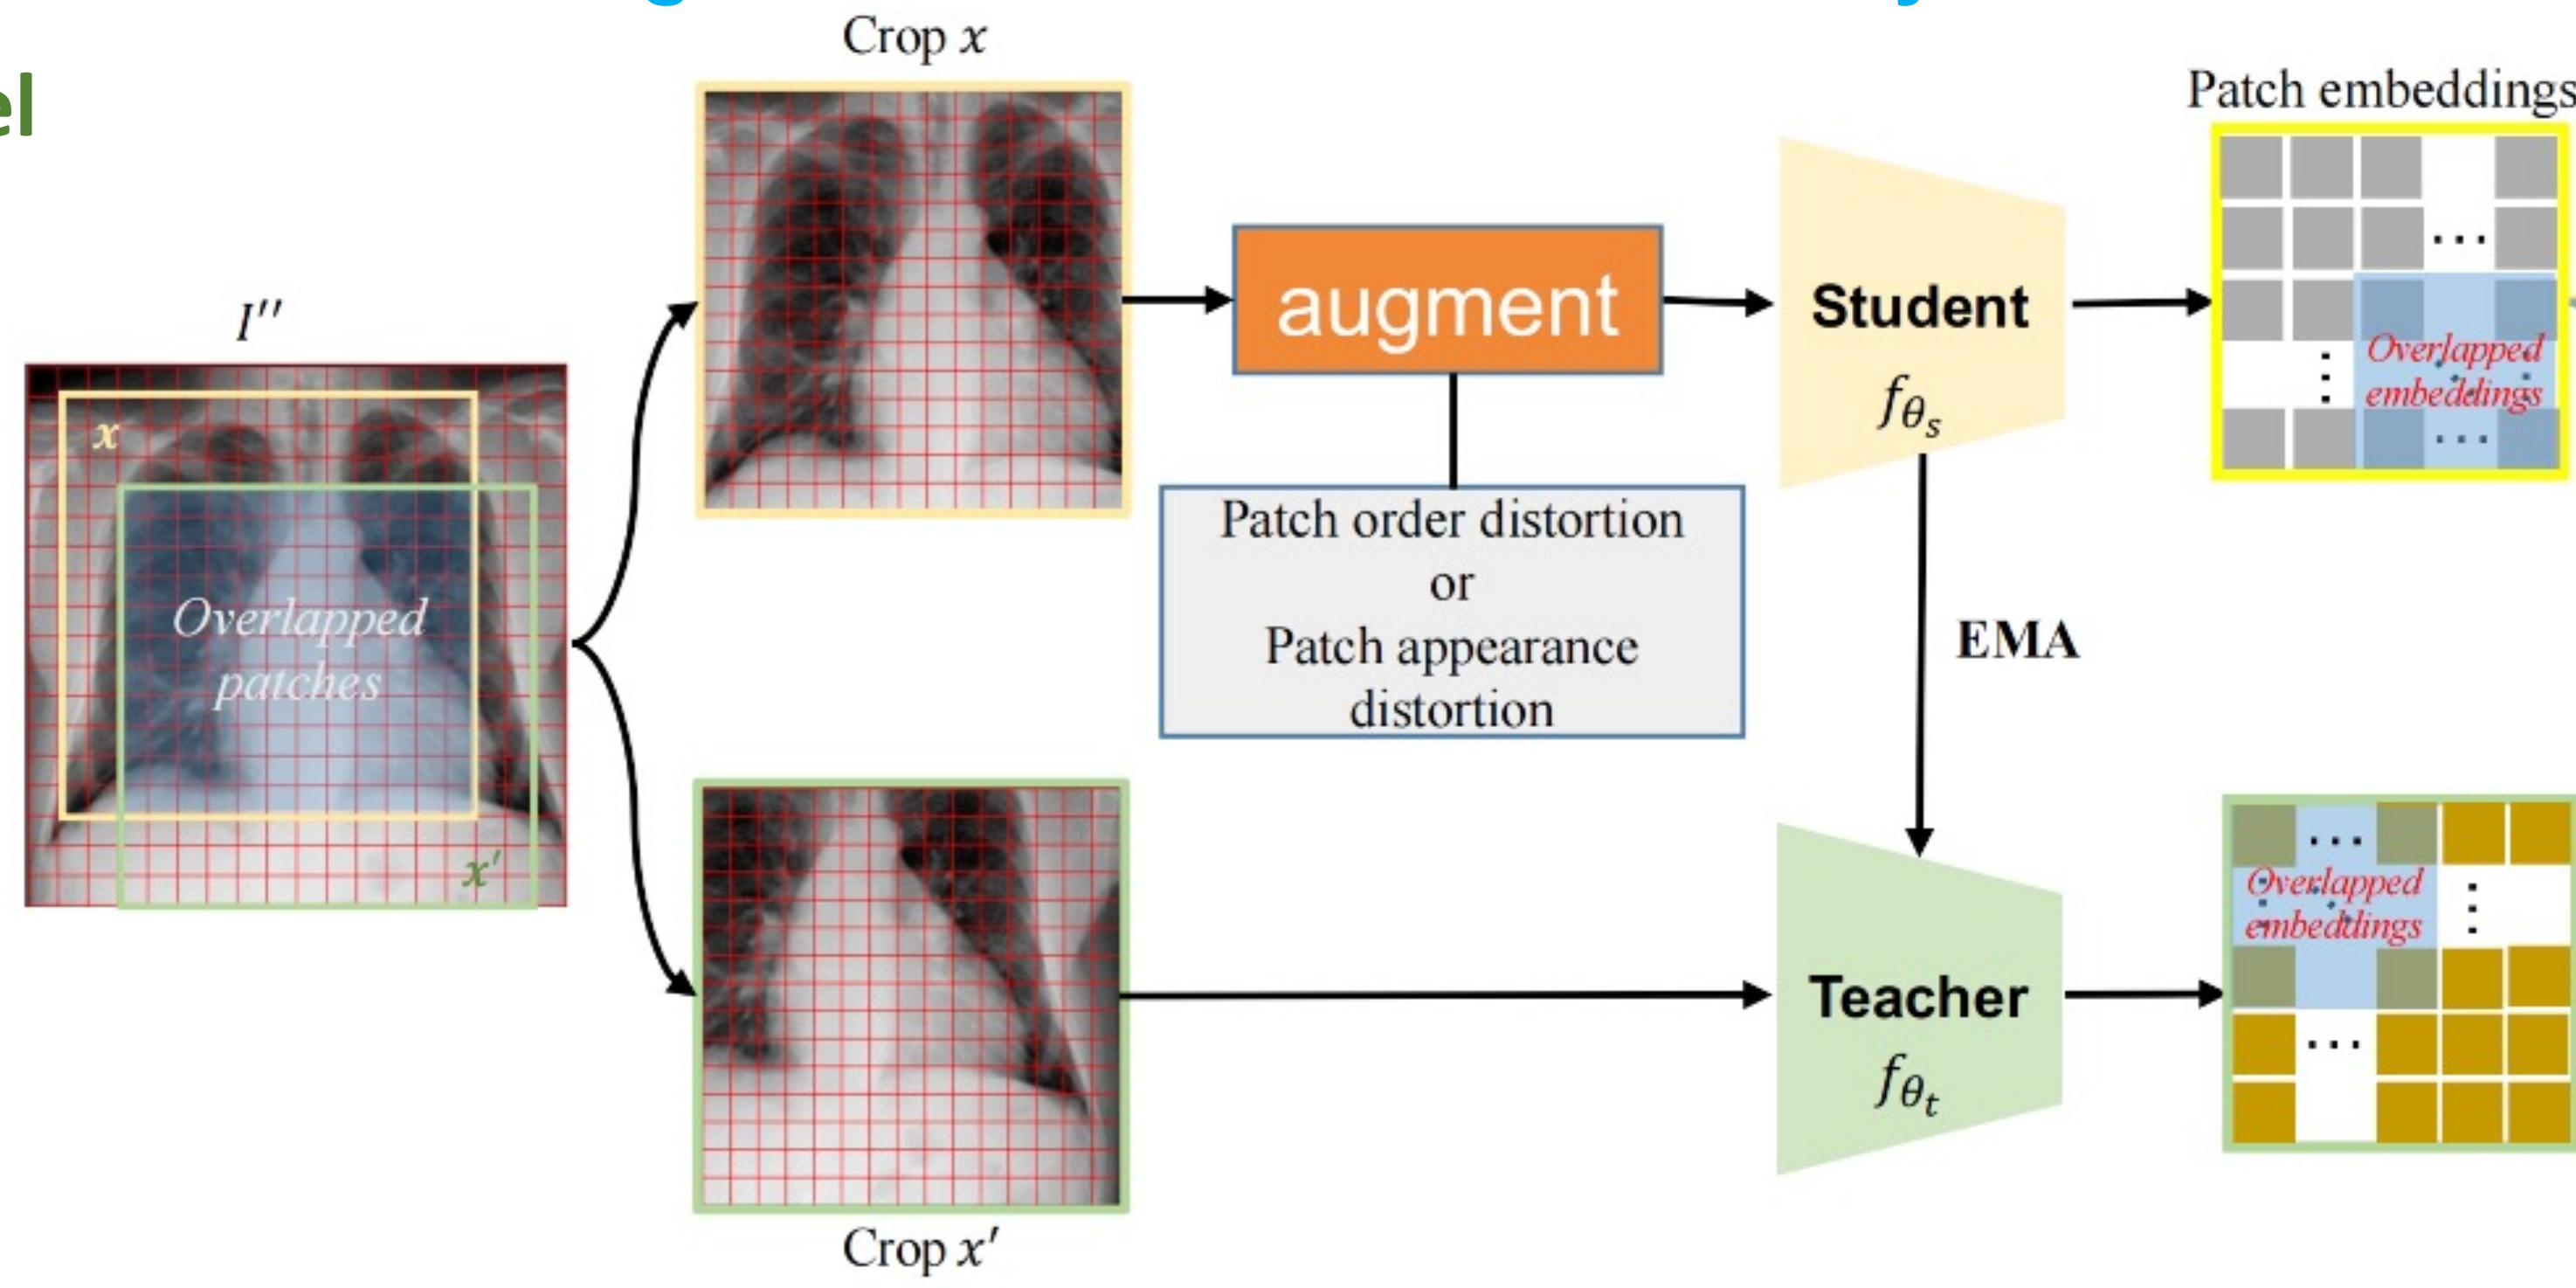 el
Crop x
Patch embeddings
I′′
x
augment
Student
f_θs
Overlapped
embeddings
Patch order distortion
or
Patch appearance
distortion
Overlapped
patches
EMA
x′
Overlapped
embeddings
Teacher
f_θt
Crop x′